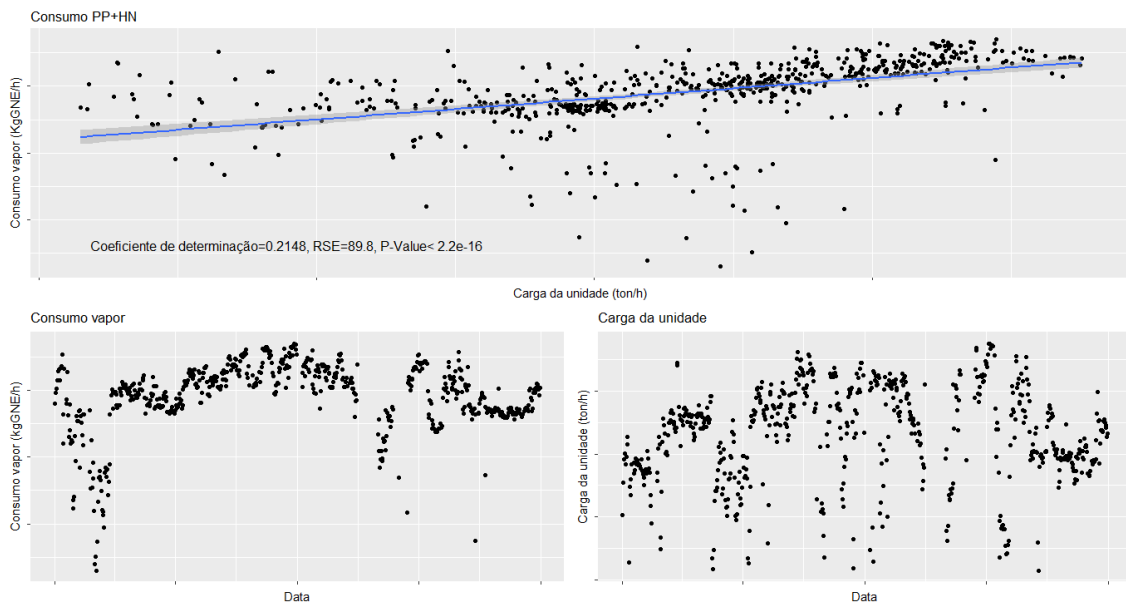 Consumo PP+HN
Consumo vapor (KgGNE/h)
Coeficiente de determinação=0.2148, RSE=89.8, P-Value< 2.2e-16
Carga da unidade (ton/h)
Consumo vapor
Consumo vapor (kgGNE/h)
Data
Carga da unidade
Carga da unidade (ton/h)
Data